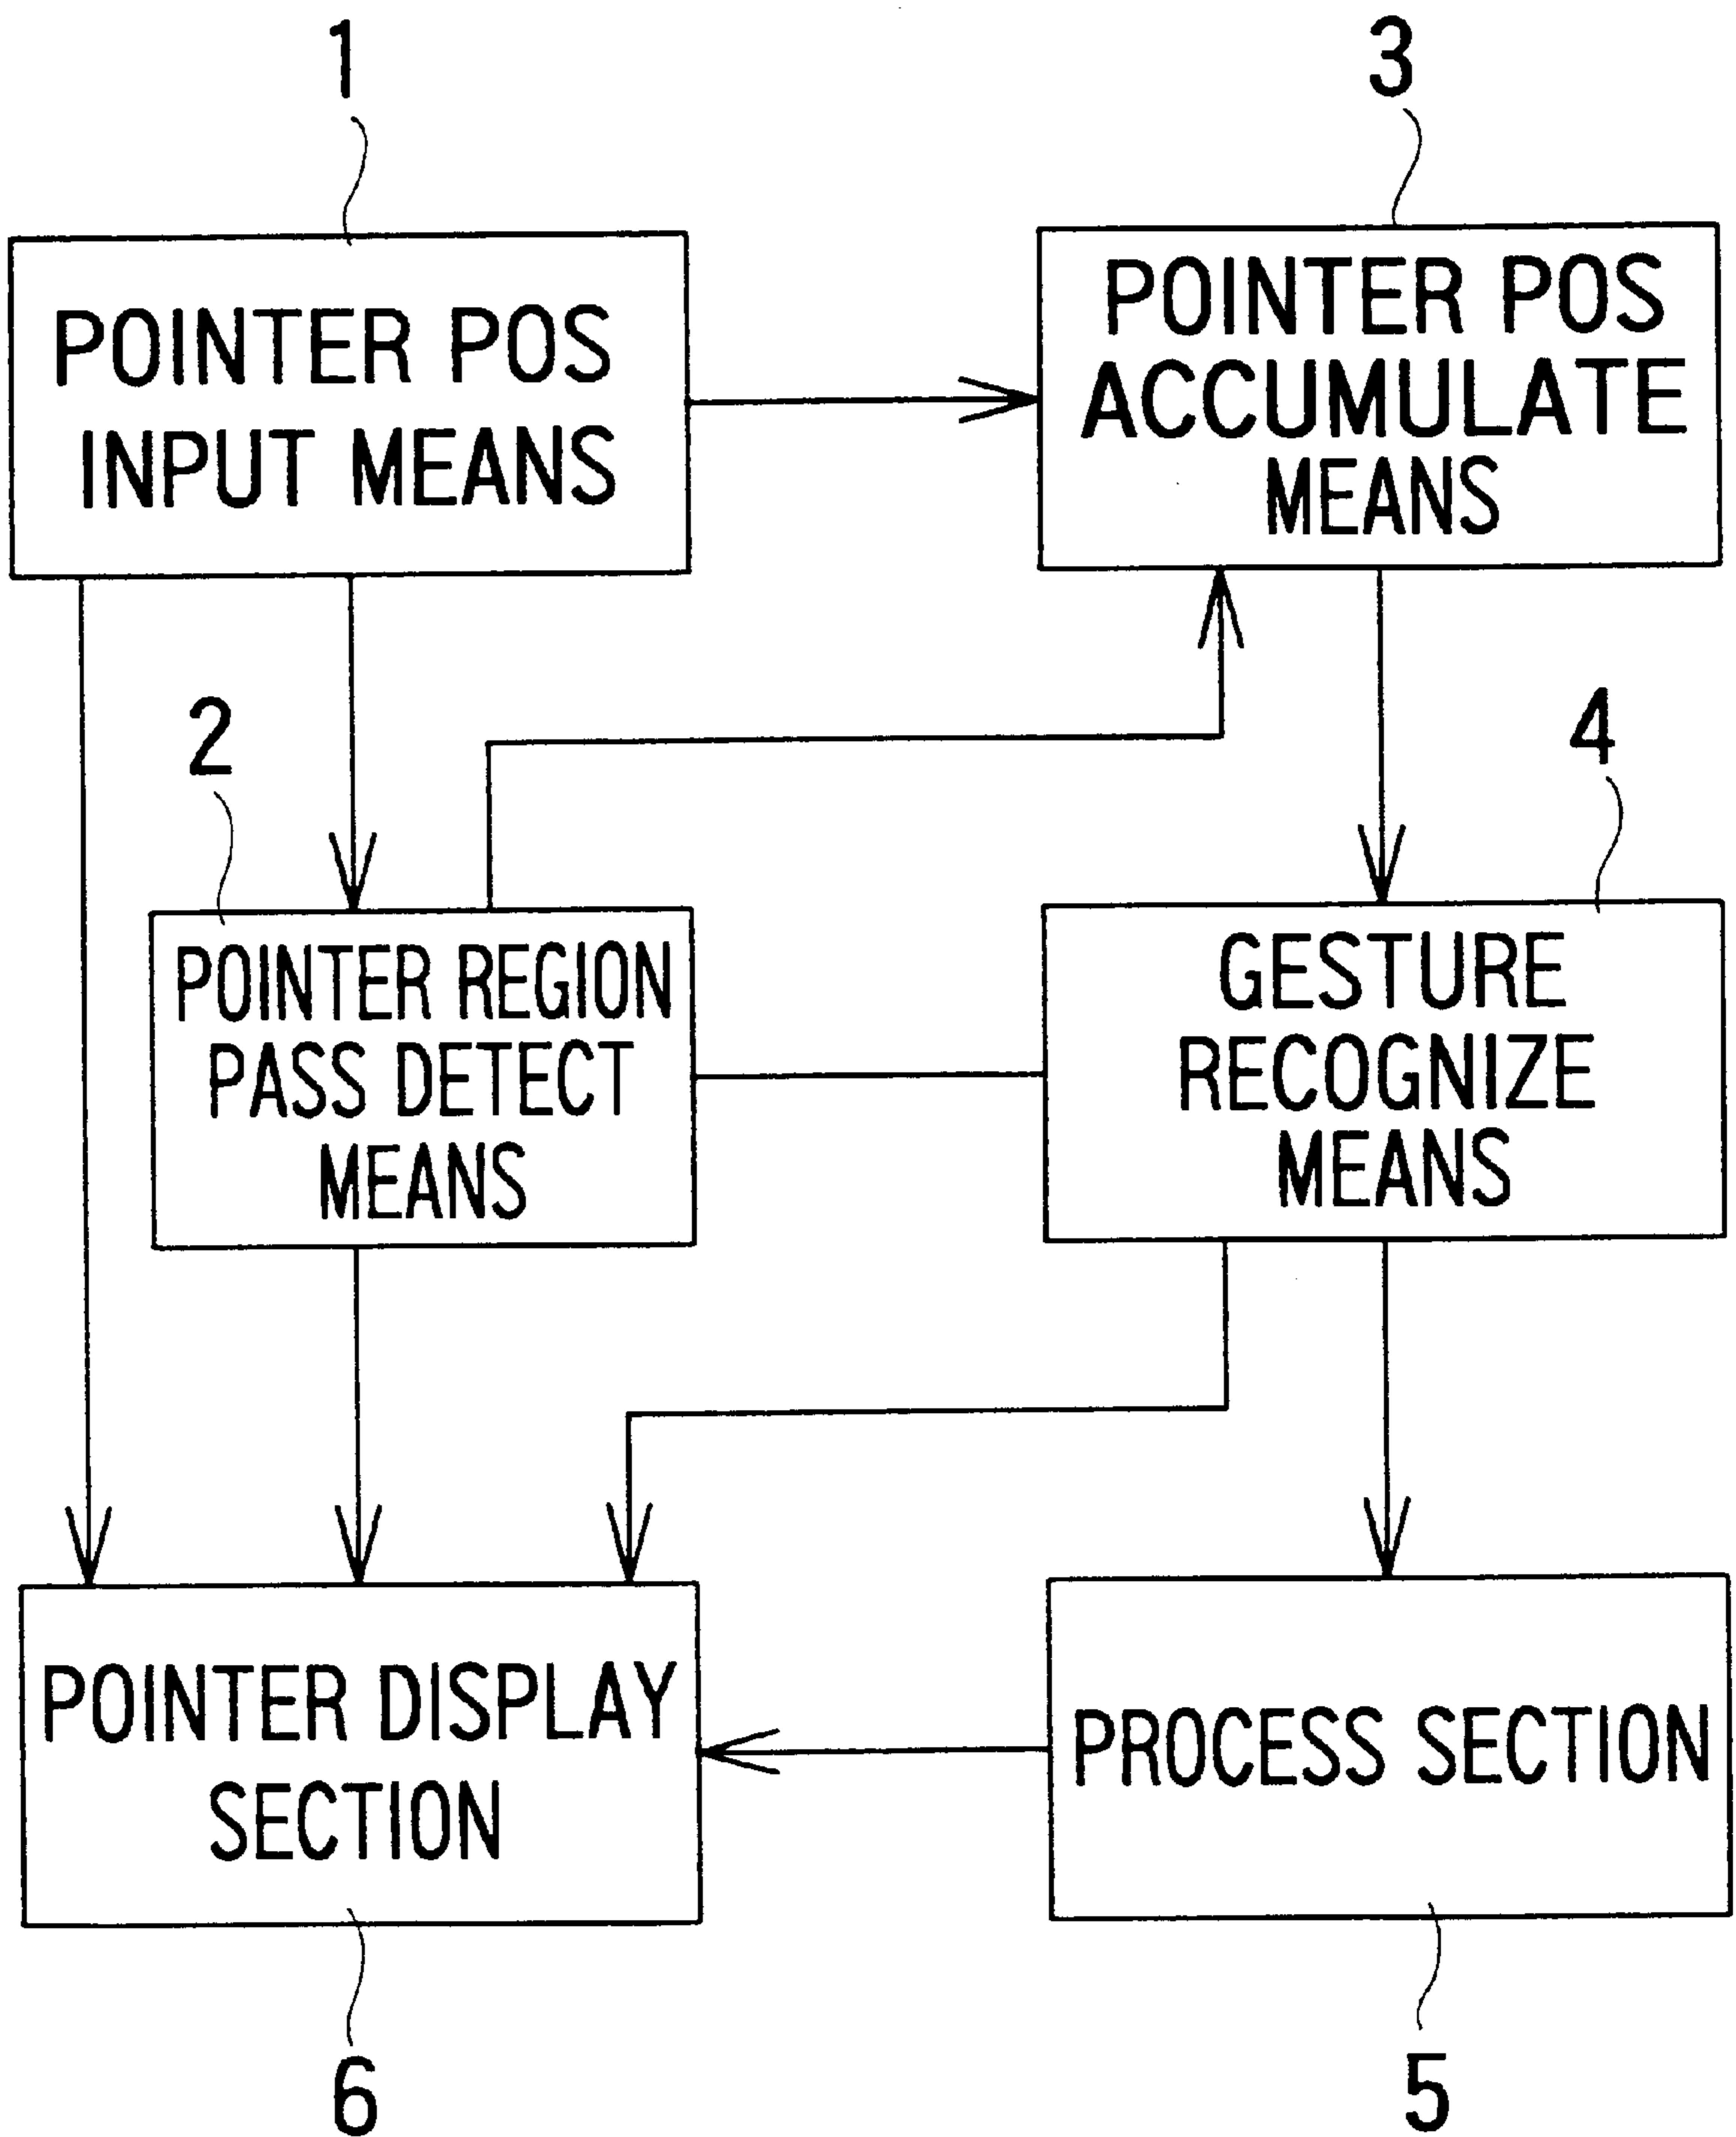 1
3
POINTER POS
INPUT MEANS
POINTER POS
ACCUMULATE
MEANS
2
4
POINTER REGION
PASS DETECT
MEANS
GESTURE
RECOGNIZE
MEANS
POINTER DISPLAY
SECTION
PROCESS SECTION
6
5